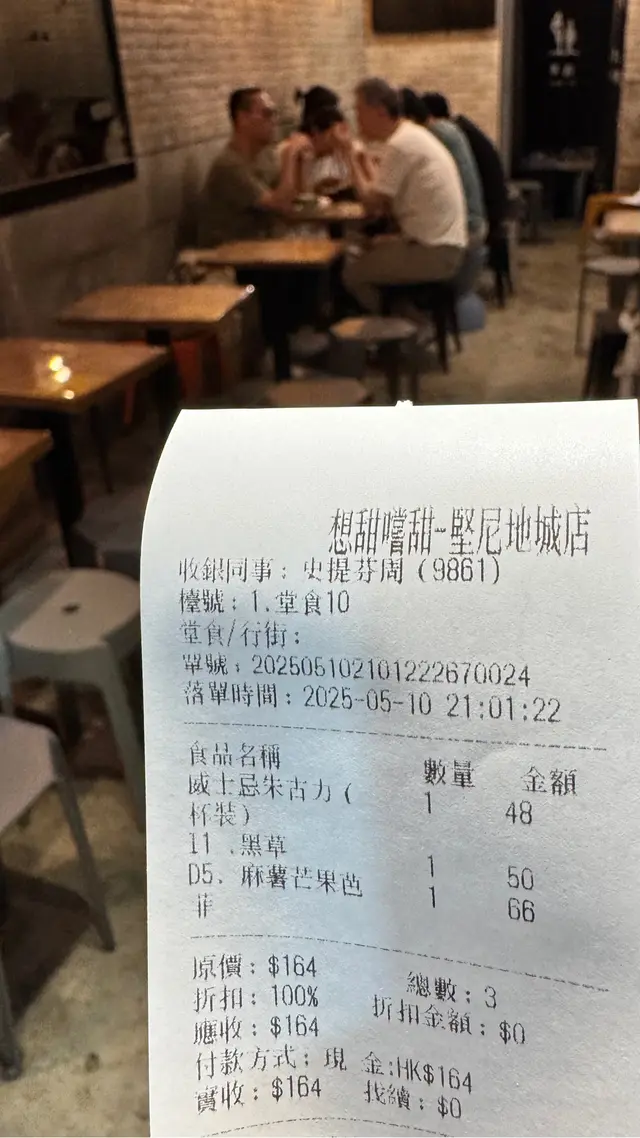 想甜嚐甜-堅尼地城店
收銀同事：史提芬周（9861）
檯號：1.堂食10
堂食/行街：
單號：2025051021012226​70024
落單時間：2025-05-10 21:01:22
食品名稱 數量 金額
威士忌朱古力（ 1 48
杯裝）
I1 .黑草 1 50
D5. 麻薯芒果芭 1 66
菲
原價：$164 總數：3
折扣：100% 折扣金額：$0
應收：$164
付款方式：現 金:HK$164
實收：$164 找續：$0